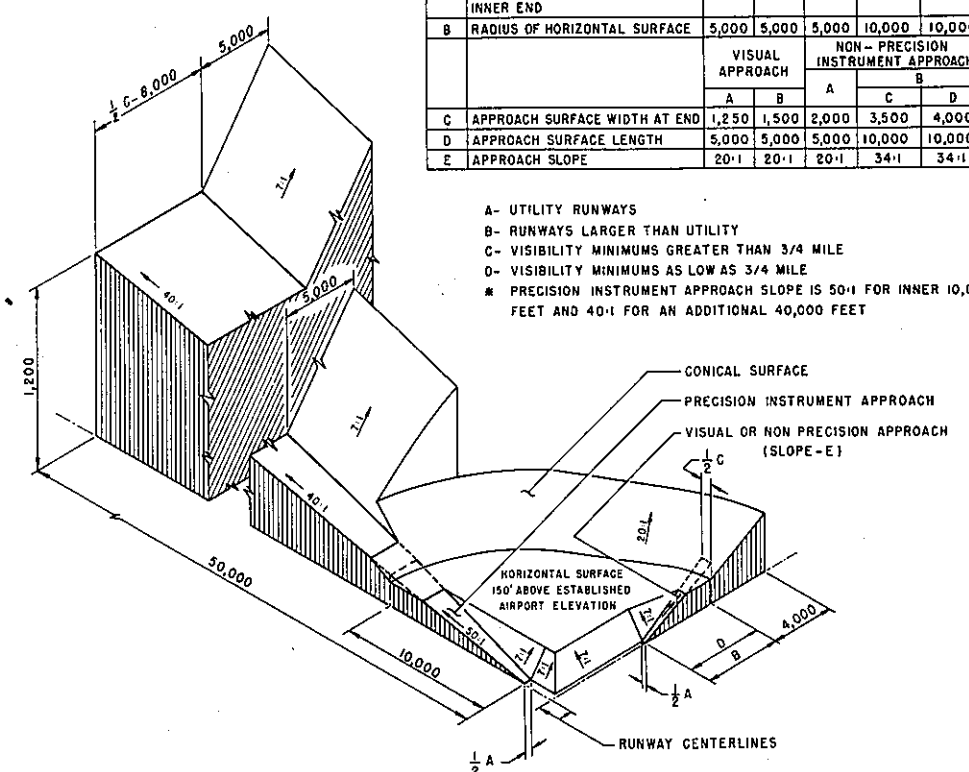 INNER END
B RADIUS OF HORIZONTAL SURFACE 5,000 5,000 5,000 10,000 10,000
VISUAL APPROACH NON-PRECISION INSTRUMENT APPROACH
A B A B
C D
C APPROACH SURFACE WIDTH AT END 1,250 1,500 2,000 3,500 4,000
D APPROACH SURFACE LENGTH 5,000 5,000 5,000 10,000 10,000
E APPROACH SLOPE 20:1 20:1 20:1 34:1 34:1
A- UTILITY RUNWAYS
B- RUNWAYS LARGER THAN UTILITY
C- VISIBILITY MINIMUMS GREATER THAN 3/4 MILE
D- VISIBILITY MINIMUMS AS LOW AS 3/4 MILE
* PRECISION INSTRUMENT APPROACH SLOPE IS 50:1 FOR INNER 10,0
FEET AND 40:1 FOR AN ADDITIONAL 40,000 FEET
5,000
1/2 C-8,000
7:1
40:1
5,000
1,200
7:1
CONICAL SURFACE
PRECISION INSTRUMENT APPROACH
VISUAL OR NON PRECISION APPROACH
(SLOPE-E)
1/2 C
40:1
20:1
HORIZONTAL SURFACE
150' ABOVE ESTABLISHED
AIRPORT ELEVATION
50,000
50:1
7:1
7:1
7:1
7:1
10,000
4,000
D
B
1/2 A
RUNWAY CENTERLINES
1/2 A